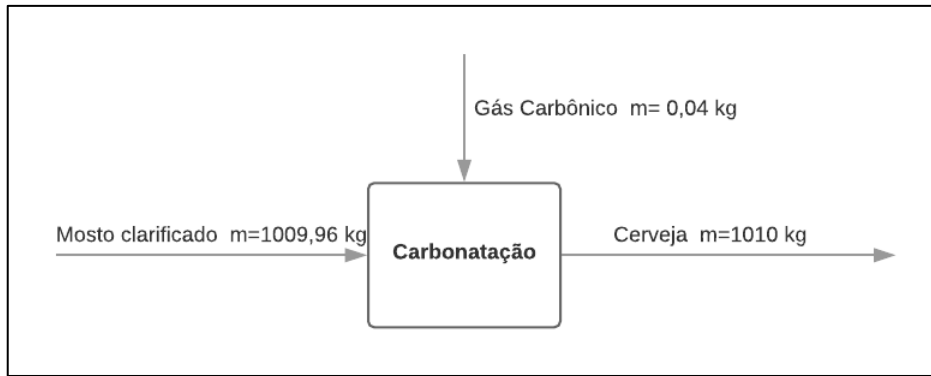 Gás Carbônico m= 0,04 kg
Mosto clarificado m=1009,96 kg
Carbonatação
Cerveja m=1010 kg